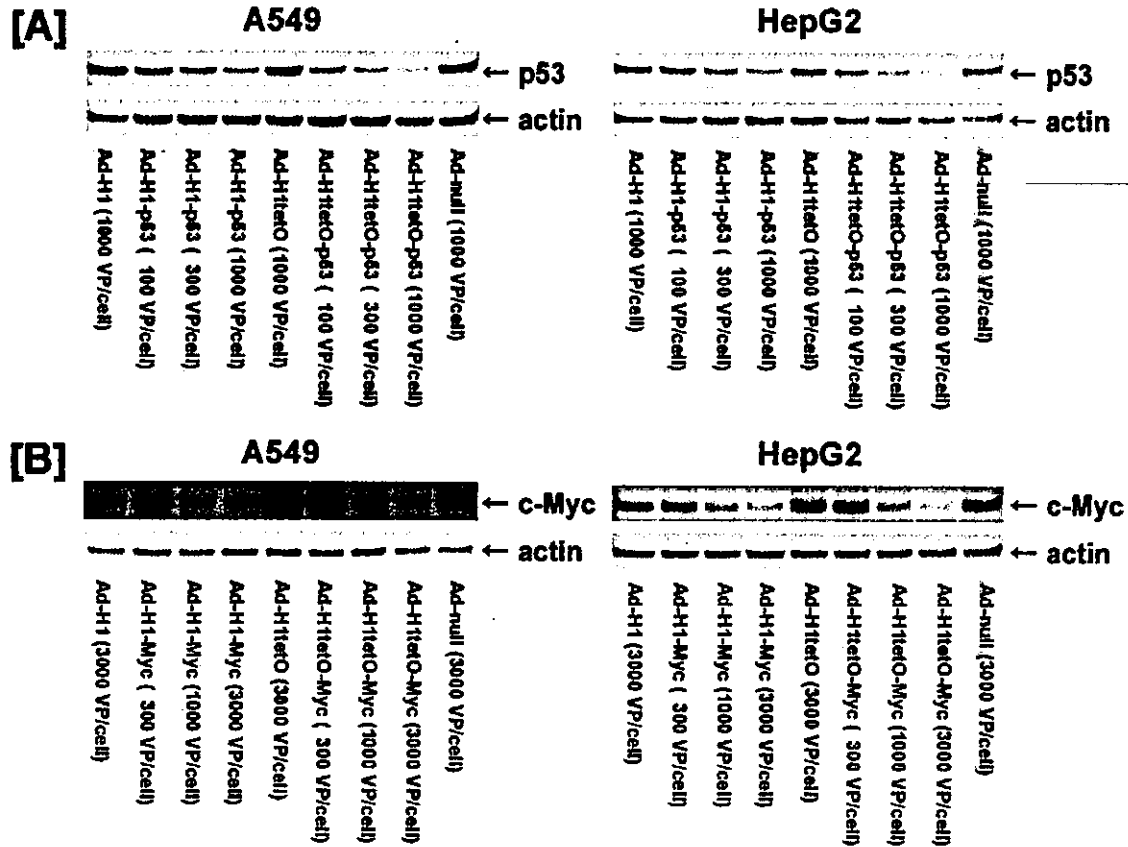 [A]
A549
← p53
← actin
Ad-H1 (1000 VP/cell)
Ad-H1-p53 ( 100 VP/cell)
Ad-H1-p53 ( 300 VP/cell)
Ad-H1-p53 (1000 VP/cell)
Ad-H1tetO (1000 VP/cell)
Ad-H1tetO-p53 ( 100 VP/cell)
Ad-H1tetO-p53 ( 300 VP/cell)
Ad-H1tetO-p53 (1000 VP/cell)
Ad-null (1000 VP/cell)
HepG2
← p53
← actin
Ad-H1 (1000 VP/cell)
Ad-H1-p53 ( 100 VP/cell)
Ad-H1-p53 ( 300 VP/cell)
Ad-H1-p53 (1000 VP/cell)
Ad-H1tetO (1000 VP/cell)
Ad-H1tetO-p53 ( 100 VP/cell)
Ad-H1tetO-p53 ( 300 VP/cell)
Ad-H1tetO-p53 (1000 VP/cell)
Ad-null (1000 VP/cell)
[B]
A549
← c-Myc
← actin
Ad-H1 (3000 VP/cell)
Ad-H1-Myc ( 300 VP/cell)
Ad-H1-Myc (1000 VP/cell)
Ad-H1-Myc (3000 VP/cell)
Ad-H1tetO (3000 VP/cell)
Ad-H1tetO-Myc ( 300 VP/cell)
Ad-H1tetO-Myc (1000 VP/cell)
Ad-H1tetO-Myc (3000 VP/cell)
Ad-null (3000 VP/cell)
HepG2
← c-Myc
← actin
Ad-H1 (3000 VP/cell)
Ad-H1-Myc ( 300 VP/cell)
Ad-H1-Myc (1000 VP/cell)
Ad-H1-Myc (3000 VP/cell)
Ad-H1tetO (3000 VP/cell)
Ad-H1tetO-Myc ( 300 VP/cell)
Ad-H1tetO-Myc (1000 VP/cell)
Ad-H1tetO-Myc (3000 VP/cell)
Ad-null (3000 VP/cell)